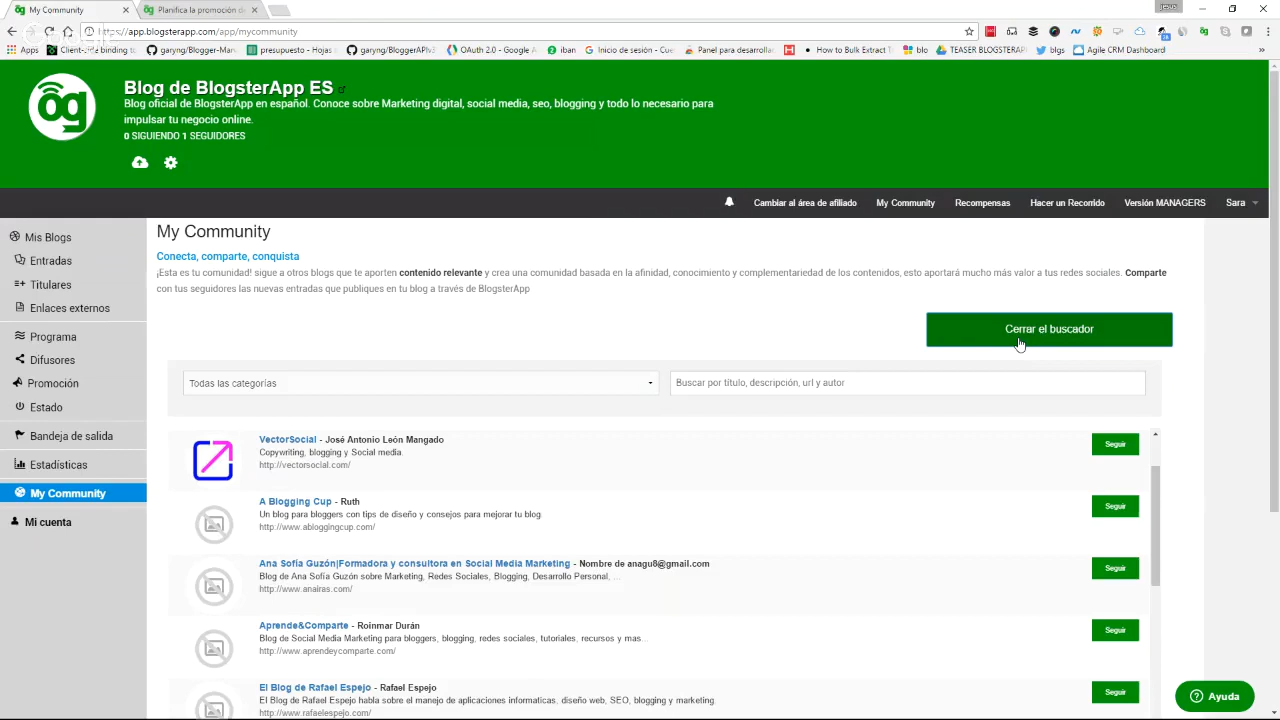 My Community
Planifica la promoción d
https://www.blogsterapp.com/app/mycommunity
Apps
Client-side binding
garyng/Blogger-Mar
presupuesto - Hojas
garyng/BloggerAPIv3
OAuth 2.0 - Google A
iban
Inicio de sesión - Cue
Panel para desarrollar
How to Bulk Extract T
blo
TEASER BLOGSTERAP
blogs
Agile CRM Dashboard
Blog de BlogsterApp ES
Blog oficial de BlogsterApp en español. Conoce sobre Marketing digital, social media, seo, blogging y todo lo necesario para
impulsar tu negocio online.
0 SIGUIENDO 1 SEGUIDORES
Cambiar al área de afiliado
My Community
Recompensas
Hacer un Recorrido
Versión MANAGERS
Sara
Mis Blogs
Entradas
Titulares
Enlaces externos
Programa
Difusores
Promoción
Estado
Bandeja de salida
Estadísticas
My Community
Mi cuenta
My Community
Conecta, comparte, conquista
¡Esta es tu comunidad! sigue a otros blogs que te aporten contenido relevante y crea una comunidad basada en la afinidad, conocimiento y complementariedad de los contenidos, esto aportará mucho más valor a tus redes sociales. Comparte
con tus seguidores las nuevas entradas que publiques en tu blog a través de BlogsterApp
Cerrar el buscador
Todas las categorías
Buscar por título, descripción, url y autor
VectorSocial - José Antonio León Mangado
Copywriting, blogging y Social media.
http://vectorsocial.com/
Seguir
A Blogging Cup - Ruth
Un blog para bloggers con tips de diseño y consejos para mejorar tu blog
http://www.abloggingcup.com/
Seguir
Ana Sofía Guzón|Formadora y consultora en Social Media Marketing - Nombre de anagu8@gmail.com
Blog de Ana Sofía Guzón sobre Marketing, Redes Sociales, Blogging, Desarrollo Personal, ...
http://www.anairas.com/
Seguir
Aprende&Comparte - Roinmar Durán
Blog de Social Media Marketing para bloggers, blogging, redes sociales, tutoriales, recursos y mas...
http://www.aprendeycomparte.com/
Seguir
El Blog de Rafael Espejo - Rafael Espejo
El Blog de Rafael Espejo habla sobre el manejo de aplicaciones informaticas, diseño web, SEO, blogging y marketing.
http://www.rafaelespejo.com/
Seguir
Ayuda